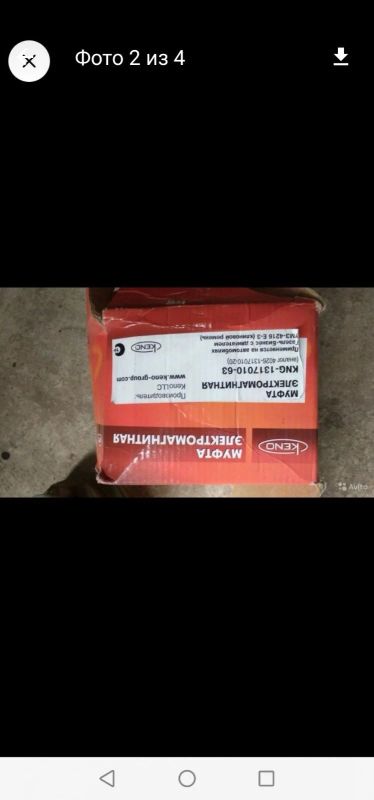 Фото 2 из 4
KENO
МУФТА
ЭЛЕКТРОМАГНИТНАЯ
МУФТА
ЭЛЕКТРОМАГНИТНАЯ
KNG-1317010-63
(аналог 4026-1317010-20)
Применяется на автомобилях
Газель-Бизнес с двигателем
УМЗ-4216 Е-3 (клиновой ремень)
Производитель
KenoLLC
www.keno-group.com
KENO
Avito